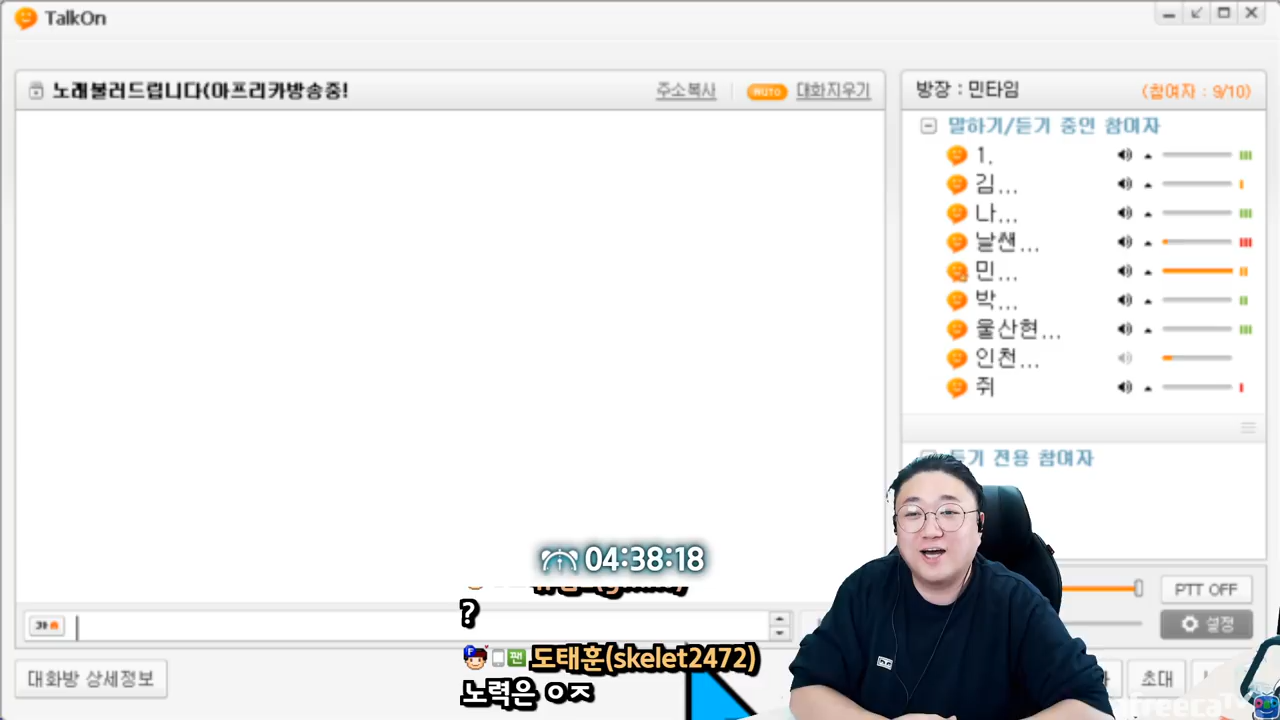 TalkOn
노래불러드립니다(아프리카방송중!
주소복사
AUTO
대화지우기
방장 : 민타임
(참여자 : 9/10)
말하기/듣기 중인 참여자
1.
김...
나...
날쌘...
민...
박...
울산현...
인천...
쥐
듣기 전용 참여자
04:38:18
PTT OFF
?
가
설정
팬 도태훈(skelet2472)
노력은 ㅇㅈ
대화방 상세정보
초대